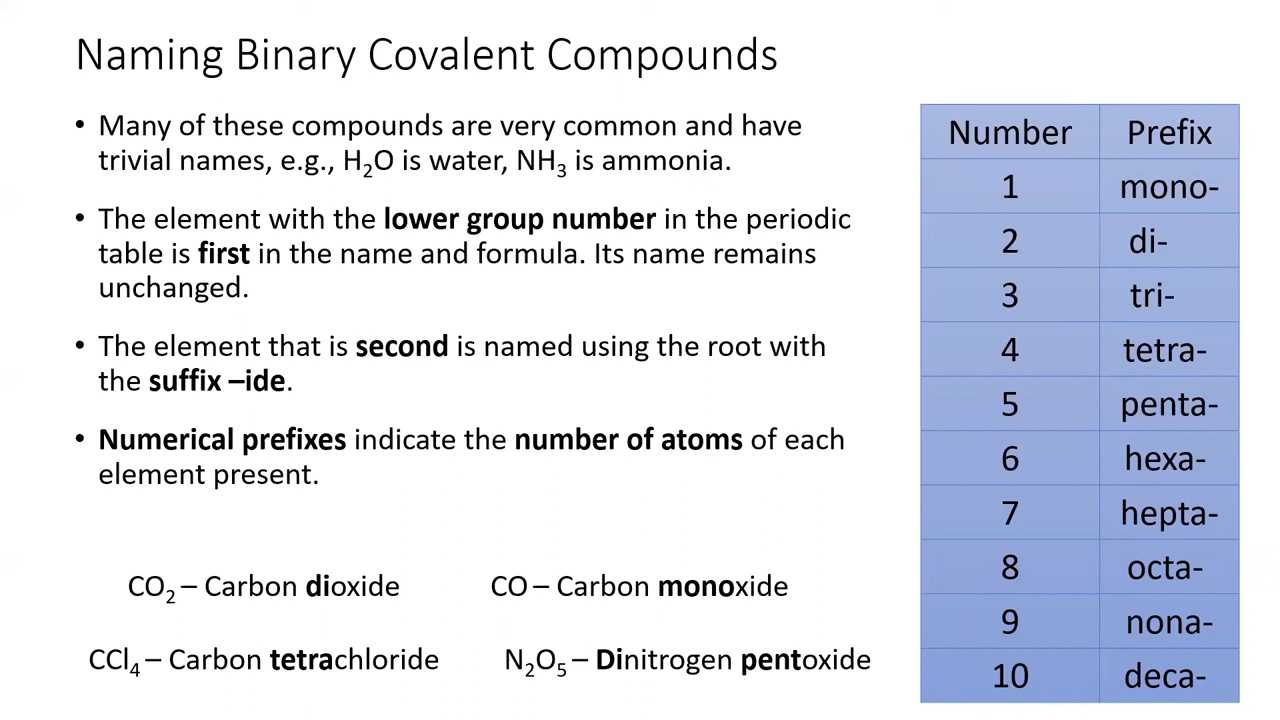 Naming Binary Covalent Compounds
• Many of these compounds are very common and have
trivial names, e.g., H₂O is water, NH₃ is ammonia.
• The element with the lower group number in the periodic
table is first in the name and formula. Its name remains
unchanged.
• The element that is second is named using the root with
the suffix –ide.
• Numerical prefixes indicate the number of atoms of each
element present.
CO₂ – Carbon dioxide CO – Carbon monoxide
CCl₄ – Carbon tetrachloride N₂O₅ – Dinitrogen pentoxide
Number Prefix
1 mono-
2 di-
3 tri-
4 tetra-
5 penta-
6 hexa-
7 hepta-
8 octa-
9 nona-
10 deca-